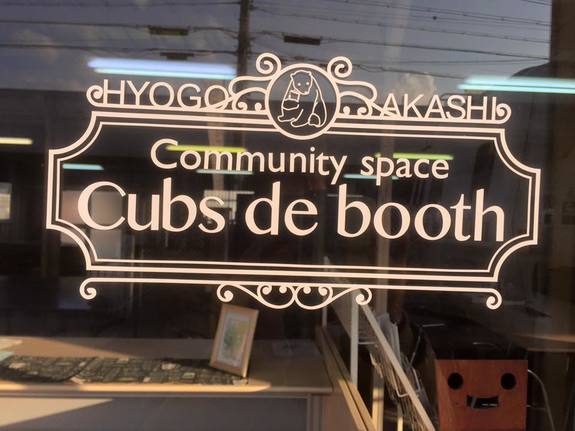 HYOGO AKASHI
Community space
Cubs de booth